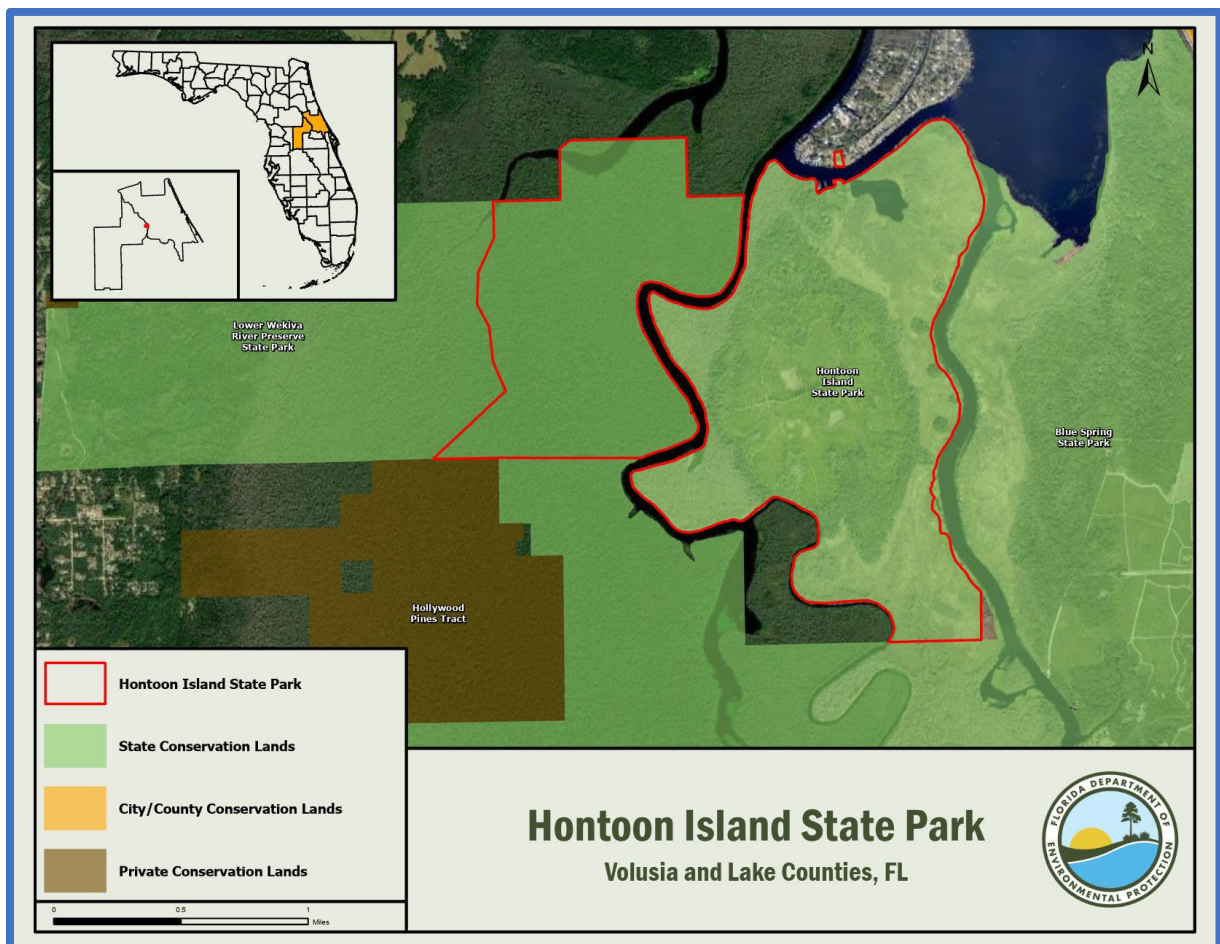 N
Lower Wekiva
River Preserve
State Park
Hontoon
Island
State Park
Blue Spring
State Park
Hollywood
Pines Tract
Hontoon Island State Park
State Conservation Lands
City/County Conservation Lands
Private Conservation Lands
0 0.5 1
Miles
Hontoon Island State Park
Volusia and Lake Counties, FL
FLORIDA DEPARTMENT OF
ENVIRONMENTAL PROTECTION